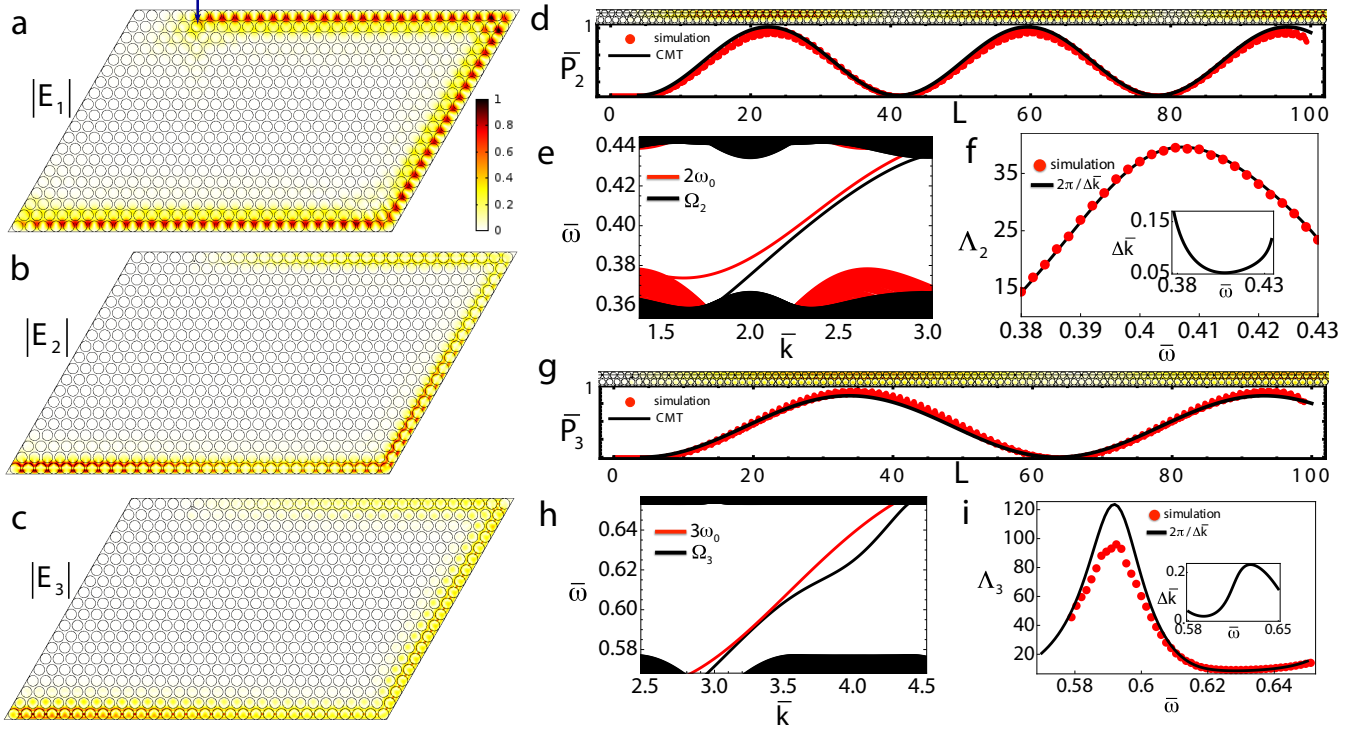 a
|E₁|
1
0.8
0.6
0.4
0.2
0
b
|E₂|
c
|E₃|
d
P̅₂
1
simulation
CMT
0 20 40 60 80 100
L
e
ω̅
0.44
0.42
0.40
0.38
0.36
2ω₀
Ω₂
1.5 2.0 2.5 3.0
k̅
f
Λ₂
35
25
15
simulation
2π/Δk̅
Δk̅
0.15
0.05
0.38 ω̅ 0.43
0.38 0.39 0.4 0.41 0.42 0.43
ω̅
g
P̅₃
1
simulation
CMT
0 20 40 60 80 100
L
h
ω̅
0.64
0.62
0.60
0.58
3ω₀
Ω₃
2.5 3.0 3.5 4.0 4.5
k̅
i
Λ₃
120
100
80
60
40
20
simulation
2π/Δk̅
Δk̅
0.2
0
0.58 ω̅ 0.65
0.58 0.6 0.62 0.64
ω̅